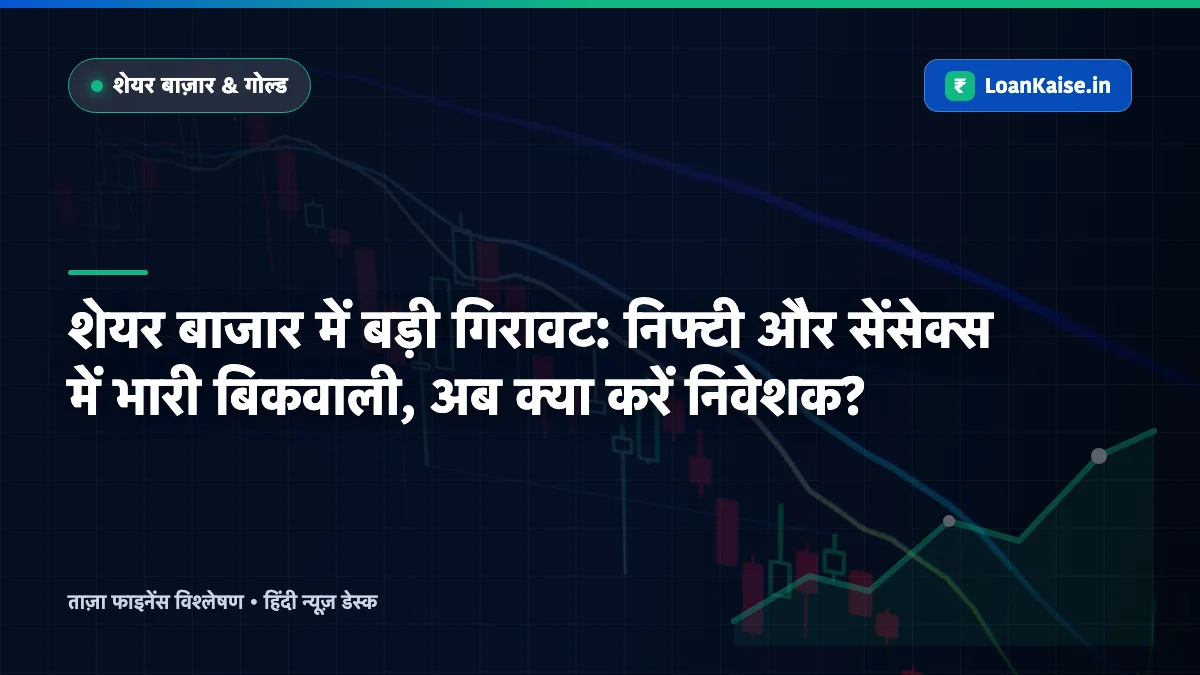 शेयर बाज़ार & गोल्ड
₹ LoanKaise.in
शेयर बाजार में बड़ी गिरावट: निफ्टी और सेंसेक्स
में भारी बिकवाली, अब क्या करें निवेशक?
ताज़ा फाइनेंस विश्लेषण • हिंदी न्यूज़ डेस्क